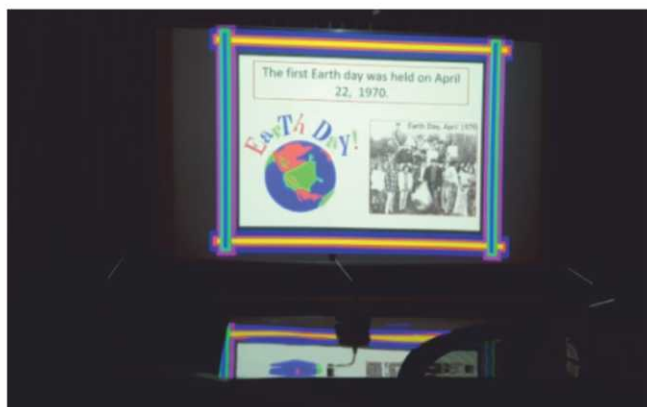 The first Earth day was held on April
22, 1970.
EarTh DaY!
Earth Day, April 1970